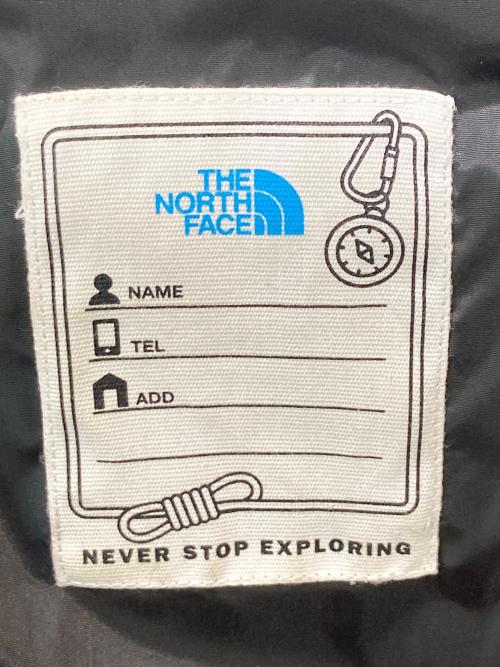 THE
NORTH
FACE
NAME
TEL
ADD
NEVER STOP EXPLORING